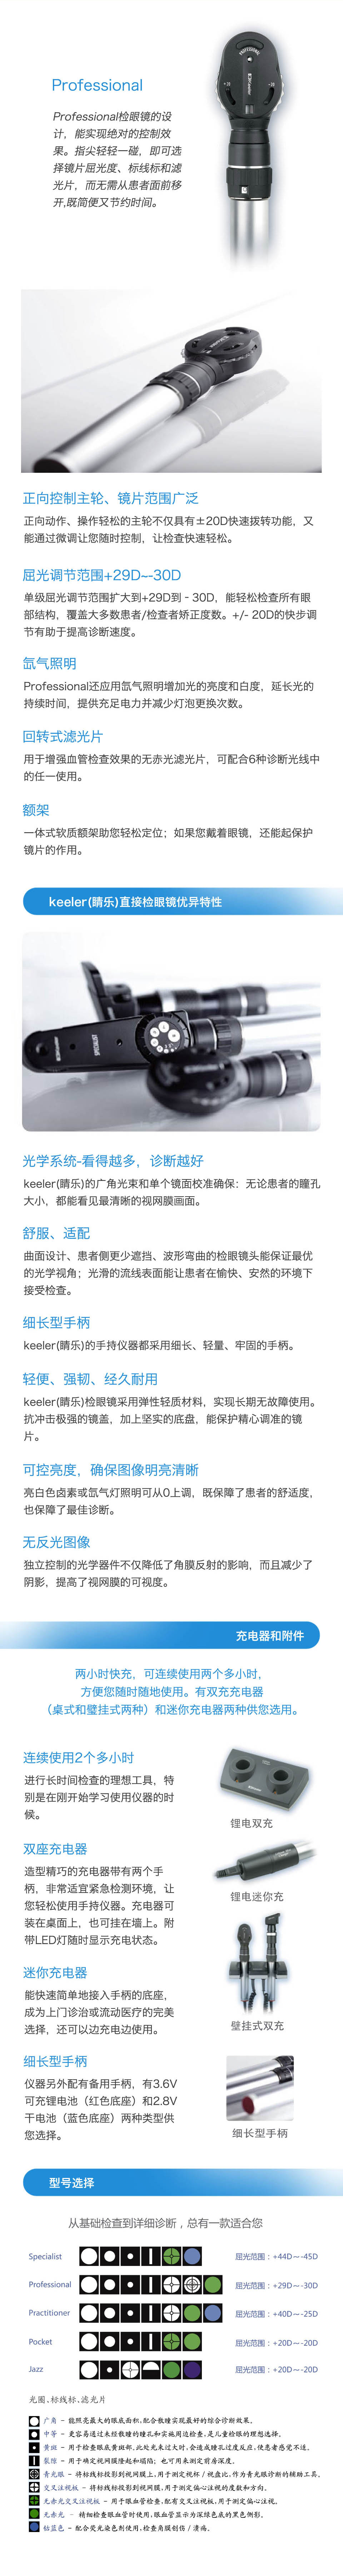 Professional
Professional检眼镜的设
计，能实现绝对的控制效
果。指尖轻轻一碰，即可选
择镜片屈光度、标线标和滤
光片，而无需从患者面前移
开,既简便又节约时间。
PROFESSIONAL
Keeler
正向控制主轮、镜片范围广泛
正向动作、操作轻松的主轮不仅具有±20D快速拨转功能，又
能通过微调让您随时控制，让检查快速轻松。
屈光调节范围+29D~-30D
单级屈光调节范围扩大到+29D到 - 30D，能轻松检查所有眼
部结构，覆盖大多数患者/检查者矫正度数。+/- 20D的快步调
节有助于提高诊断速度。
氙气照明
Professional还应用氙气照明增加光的亮度和白度，延长光的
持续时间，提供充足电力并减少灯泡更换次数。
回转式滤光片
用于增强血管检查效果的无赤光滤光片，可配合6种诊断光线中
的任一使用。
额架
一体式软质额架助您轻松定位；如果您戴着眼镜，还能起保护
镜片的作用。
keeler(睛乐)直接检眼镜优异特性
SPECIALIST
光学系统-看得越多，诊断越好
keeler(睛乐)的广角光束和单个镜面校准确保：无论患者的瞳孔
大小，都能看见最清晰的视网膜画面。
舒服、适配
曲面设计、患者侧更少遮挡、波形弯曲的检眼镜头能保证最优
的光学视角；光滑的流线表面能让患者在愉快、安然的环境下
接受检查。
细长型手柄
keeler(睛乐)的手持仪器都采用细长、轻量、牢固的手柄。
轻便、强韧、经久耐用
keeler(睛乐)检眼镜采用弹性轻质材料，实现长期无故障使用。
抗冲击极强的镜盖，加上坚实的底盘，能保护精心调准的镜
片。
可控亮度，确保图像明亮清晰
亮白色卤素或氙气灯照明可从0上调，既保障了患者的舒适度，
也保障了最佳诊断。
无反光图像
独立控制的光学器件不仅降低了角膜反射的影响，而且减少了
阴影，提高了视网膜的可视度。
充电器和附件
两小时快充，可连续使用两个多小时，
方便您随时随地使用。有双充充电器
（桌式和璧挂式两种）和迷你充电器两种供您选用。
连续使用2个多小时
进行长时间检查的理想工具，特
别是在刚开始学习使用仪器的时
候。
锂电双充
双座充电器
造型精巧的充电器带有两个手
柄，非常适宜紧急检测环境，让
您轻松使用手持仪器。充电器可
装在桌面上，也可挂在墙上。附
带LED灯随时显示充电状态。
锂电迷你充
迷你充电器
能快速简单地接入手柄的底座，
成为上门诊治或流动医疗的完美
选择，还可以边充电边使用。
壁挂式双充
细长型手柄
仪器另外配有备用手柄，有3.6V
可充锂电池（红色底座）和2.8V
干电池（蓝色底座）两种类型供
您选择。
细长型手柄
型号选择
从基础检查到详细诊断，总有一款适合您
Specialist 屈光范围：+44D～-45D
Professional 屈光范围：+29D～-30D
Practitioner 屈光范围：+40D～-25D
Pocket 屈光范围：+20D～-20D
Jazz 屈光范围：+20D～-20D
光圈、标线标、滤光片
广角 - 能照亮最大的眼底面积,配合散瞳实现最好的综合诊断效果。
中等 - 更容易通过未经散瞳的瞳孔和实施周边检查,是儿童检眼的理想选择。
黄斑 - 用于检查眼底黄斑部,此处光束过大时,会造成瞳孔过度反应,使患者感觉不适。
裂隙 - 用于确定视网膜隆起和塌陷；也可用来测定前房深度。
青光眼 - 将标线标投影到视网膜上,用于测定视杯/视盘比,作为青光眼诊断的辅助工具。
交叉注视板 - 将标线标投影到视网膜,用于测定偏心注视的度数和方向。
无赤光交叉注视板 - 用于眼血管检查,配有交叉注视板,用于测定偏心注视。
无赤光 - 精细检查眼血管时使用,眼血管显示为深绿色底的黑色侧影。
钴蓝色 - 配合荧光染色剂使用,检查角膜创伤/溃疡。